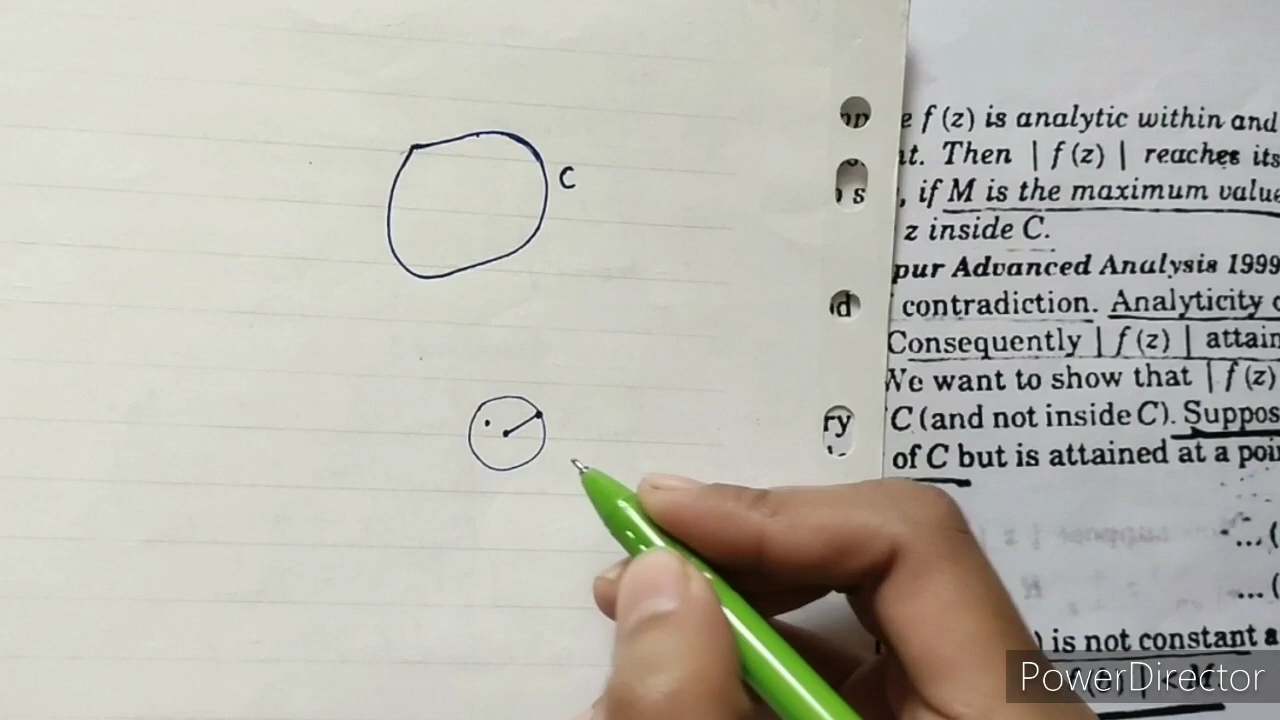 C
e f (z) is analytic within and
t. Then | f (z) | reaches its
s , if M is the maximum value
z inside C.
pur Advanced Analysis 1999
d contradiction. Analyticity
Consequently | f (z) | attain
We want to show that | f (z)
ry C (and not inside C). Suppos
of C but is attained at a poi
... (
... (
) is not constant a
| < M
PowerDirector